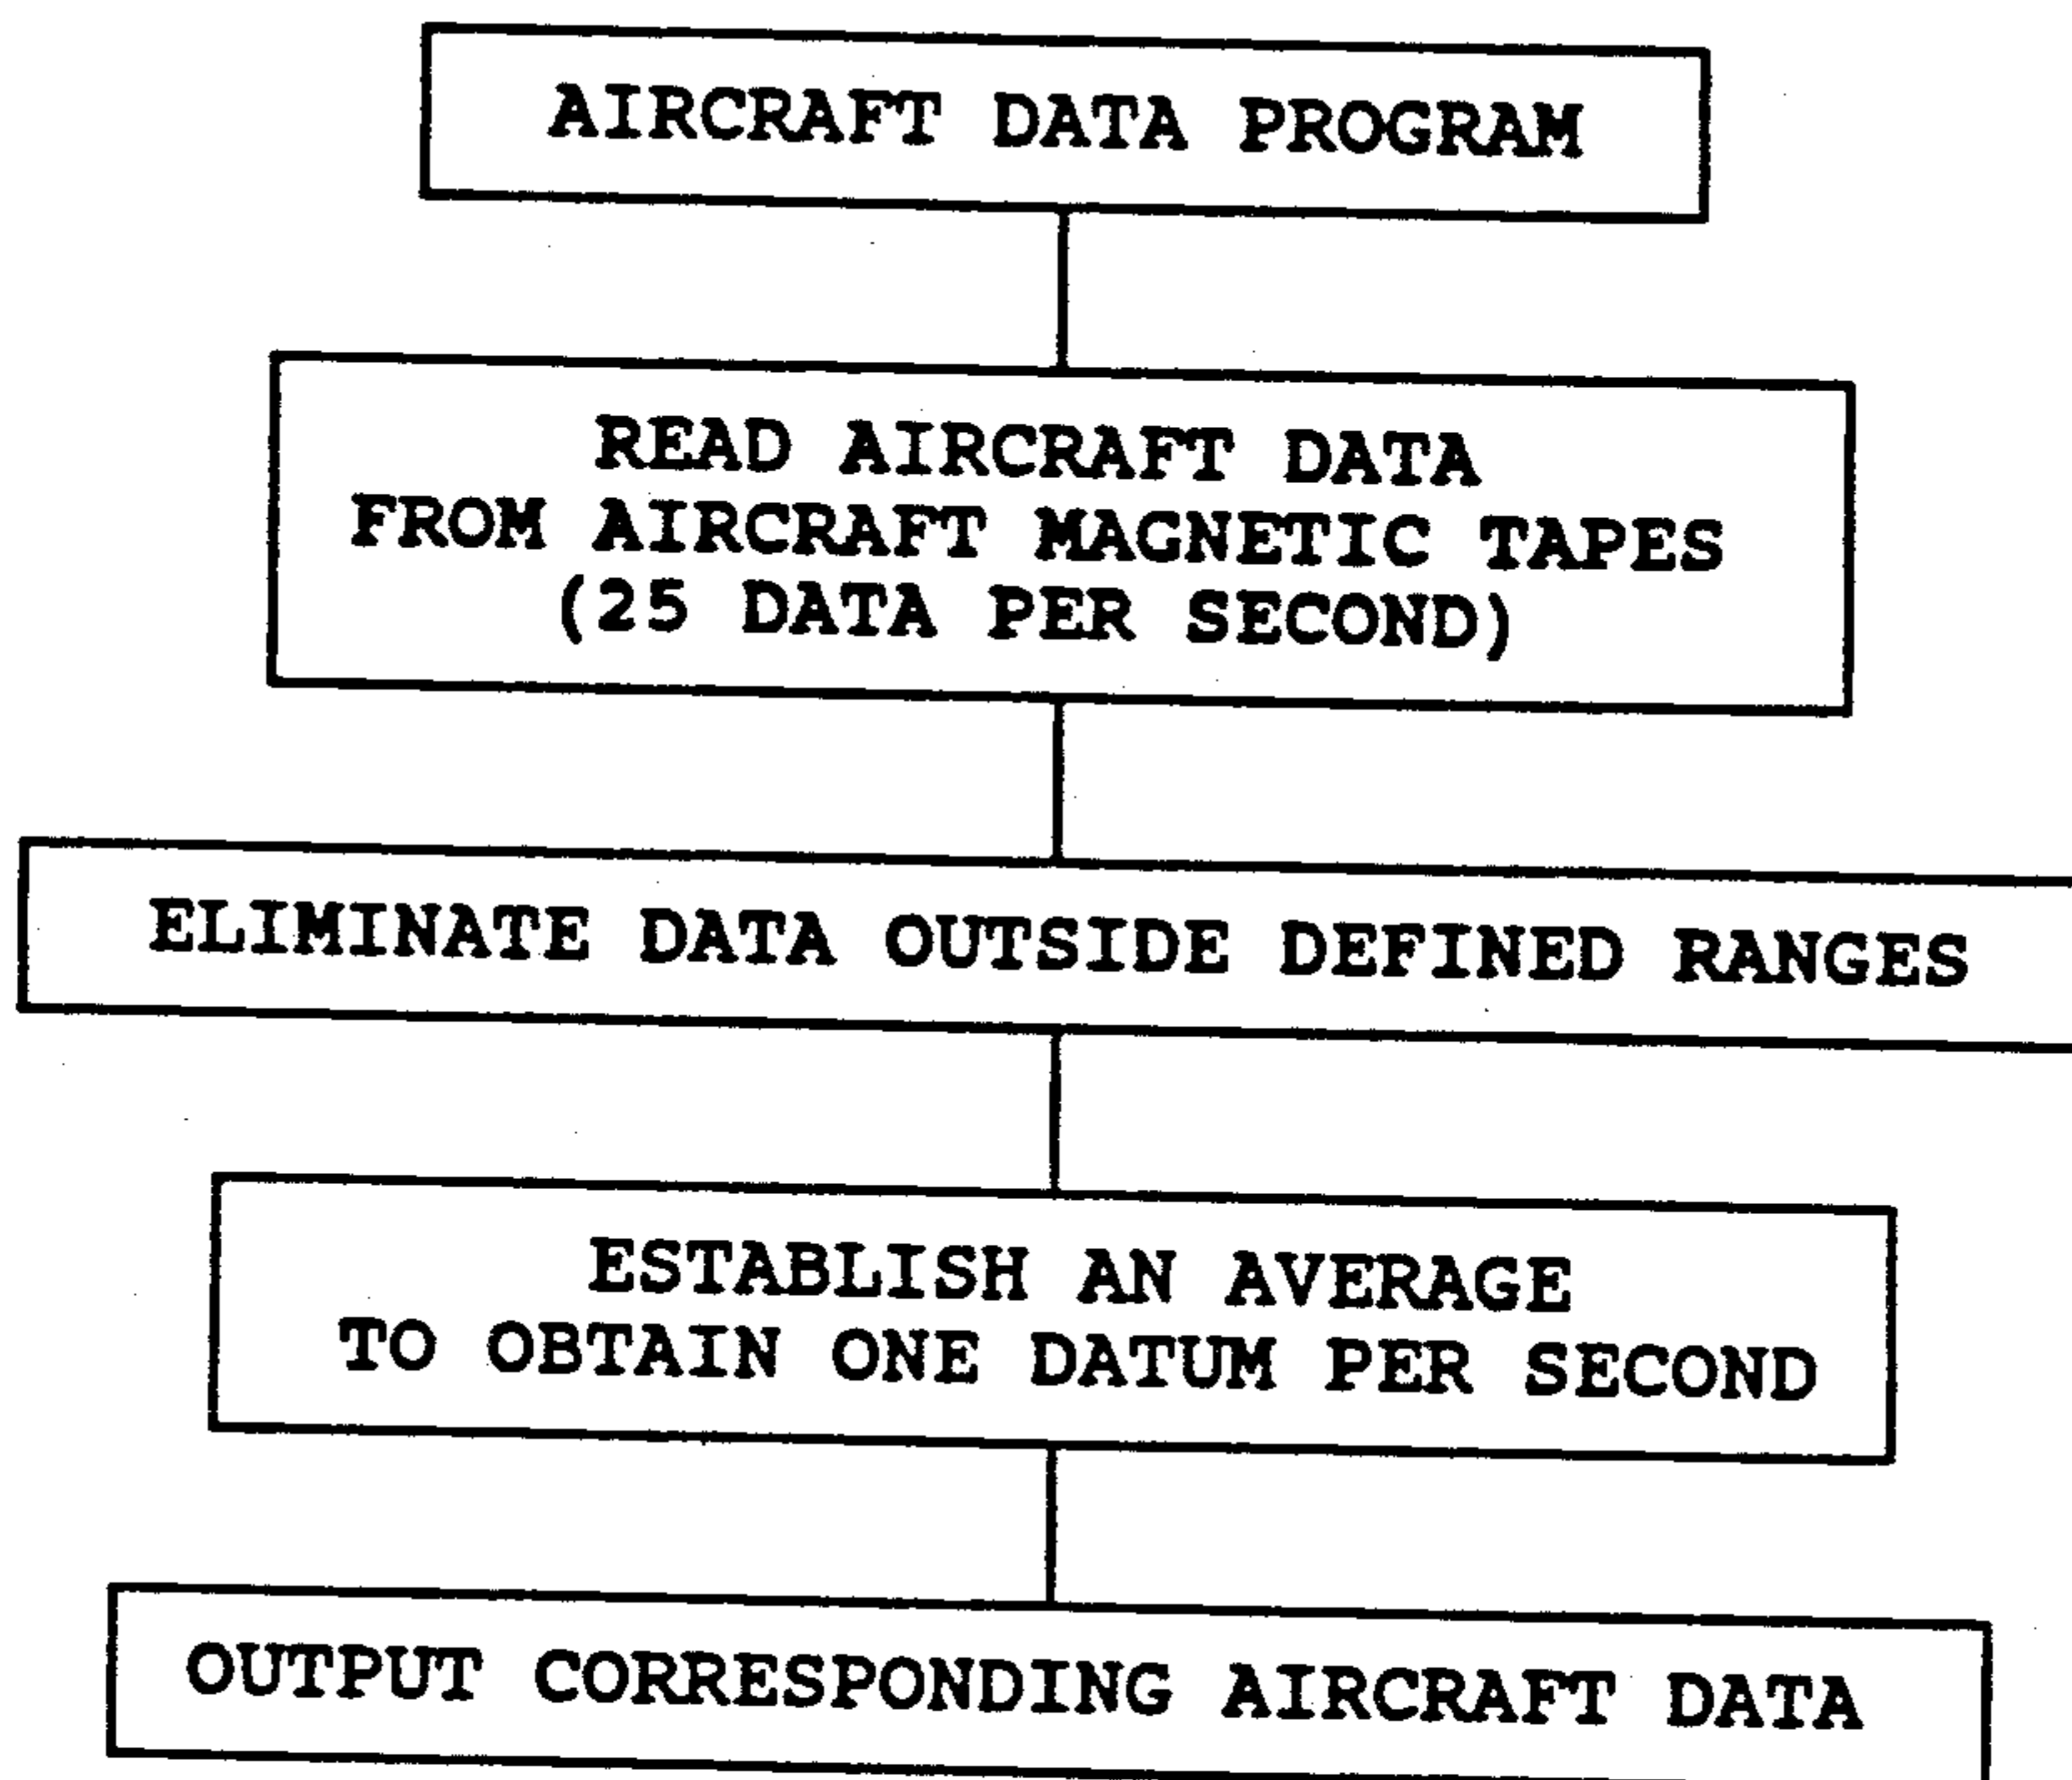 AIRCRAFT DATA PROGRAM
READ AIRCRAFT DATA
FROM AIRCRAFT MAGNETIC TAPES
(25 DATA PER SECOND)
ELIMINATE DATA OUTSIDE DEFINED RANGES
ESTABLISH AN AVERAGE
TO OBTAIN ONE DATUM PER SECOND
OUTPUT CORRESPONDING AIRCRAFT DATA